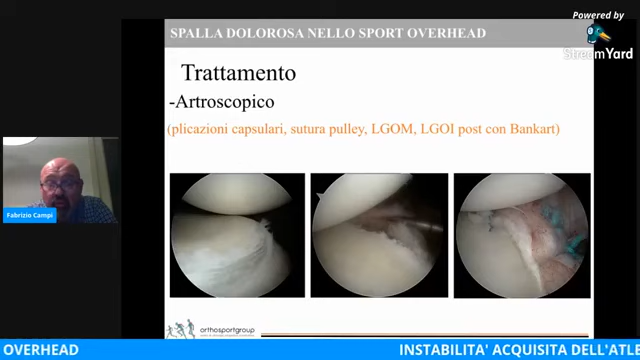 Powered by
StreamYard
SPALLA DOLOROSA NELLO SPORT OVERHEAD
Trattamento
-Artroscopico
(plicazioni capsulari, sutura pulley, LGOM, LGOI post con Bankart)
Fabrizio Campi
orthosportgroup
OVERHEAD
INSTABILITA' ACQUISITA DELL'ATLE